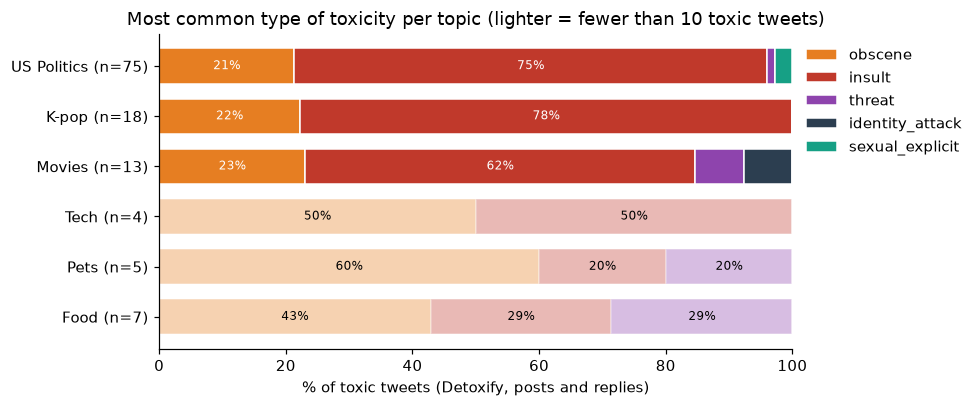 Most common type of toxicity per topic (lighter = fewer than 10 toxic tweets)
US Politics (n=75)
21%
75%
K-pop (n=18)
22%
78%
Movies (n=13)
23%
62%
Tech (n=4)
50%
50%
Pets (n=5)
60%
20%
20%
Food (n=7)
43%
29%
29%
0
20
40
60
80
100
% of toxic tweets (Detoxify, posts and replies)
obscene
insult
threat
identity_attack
sexual_explicit